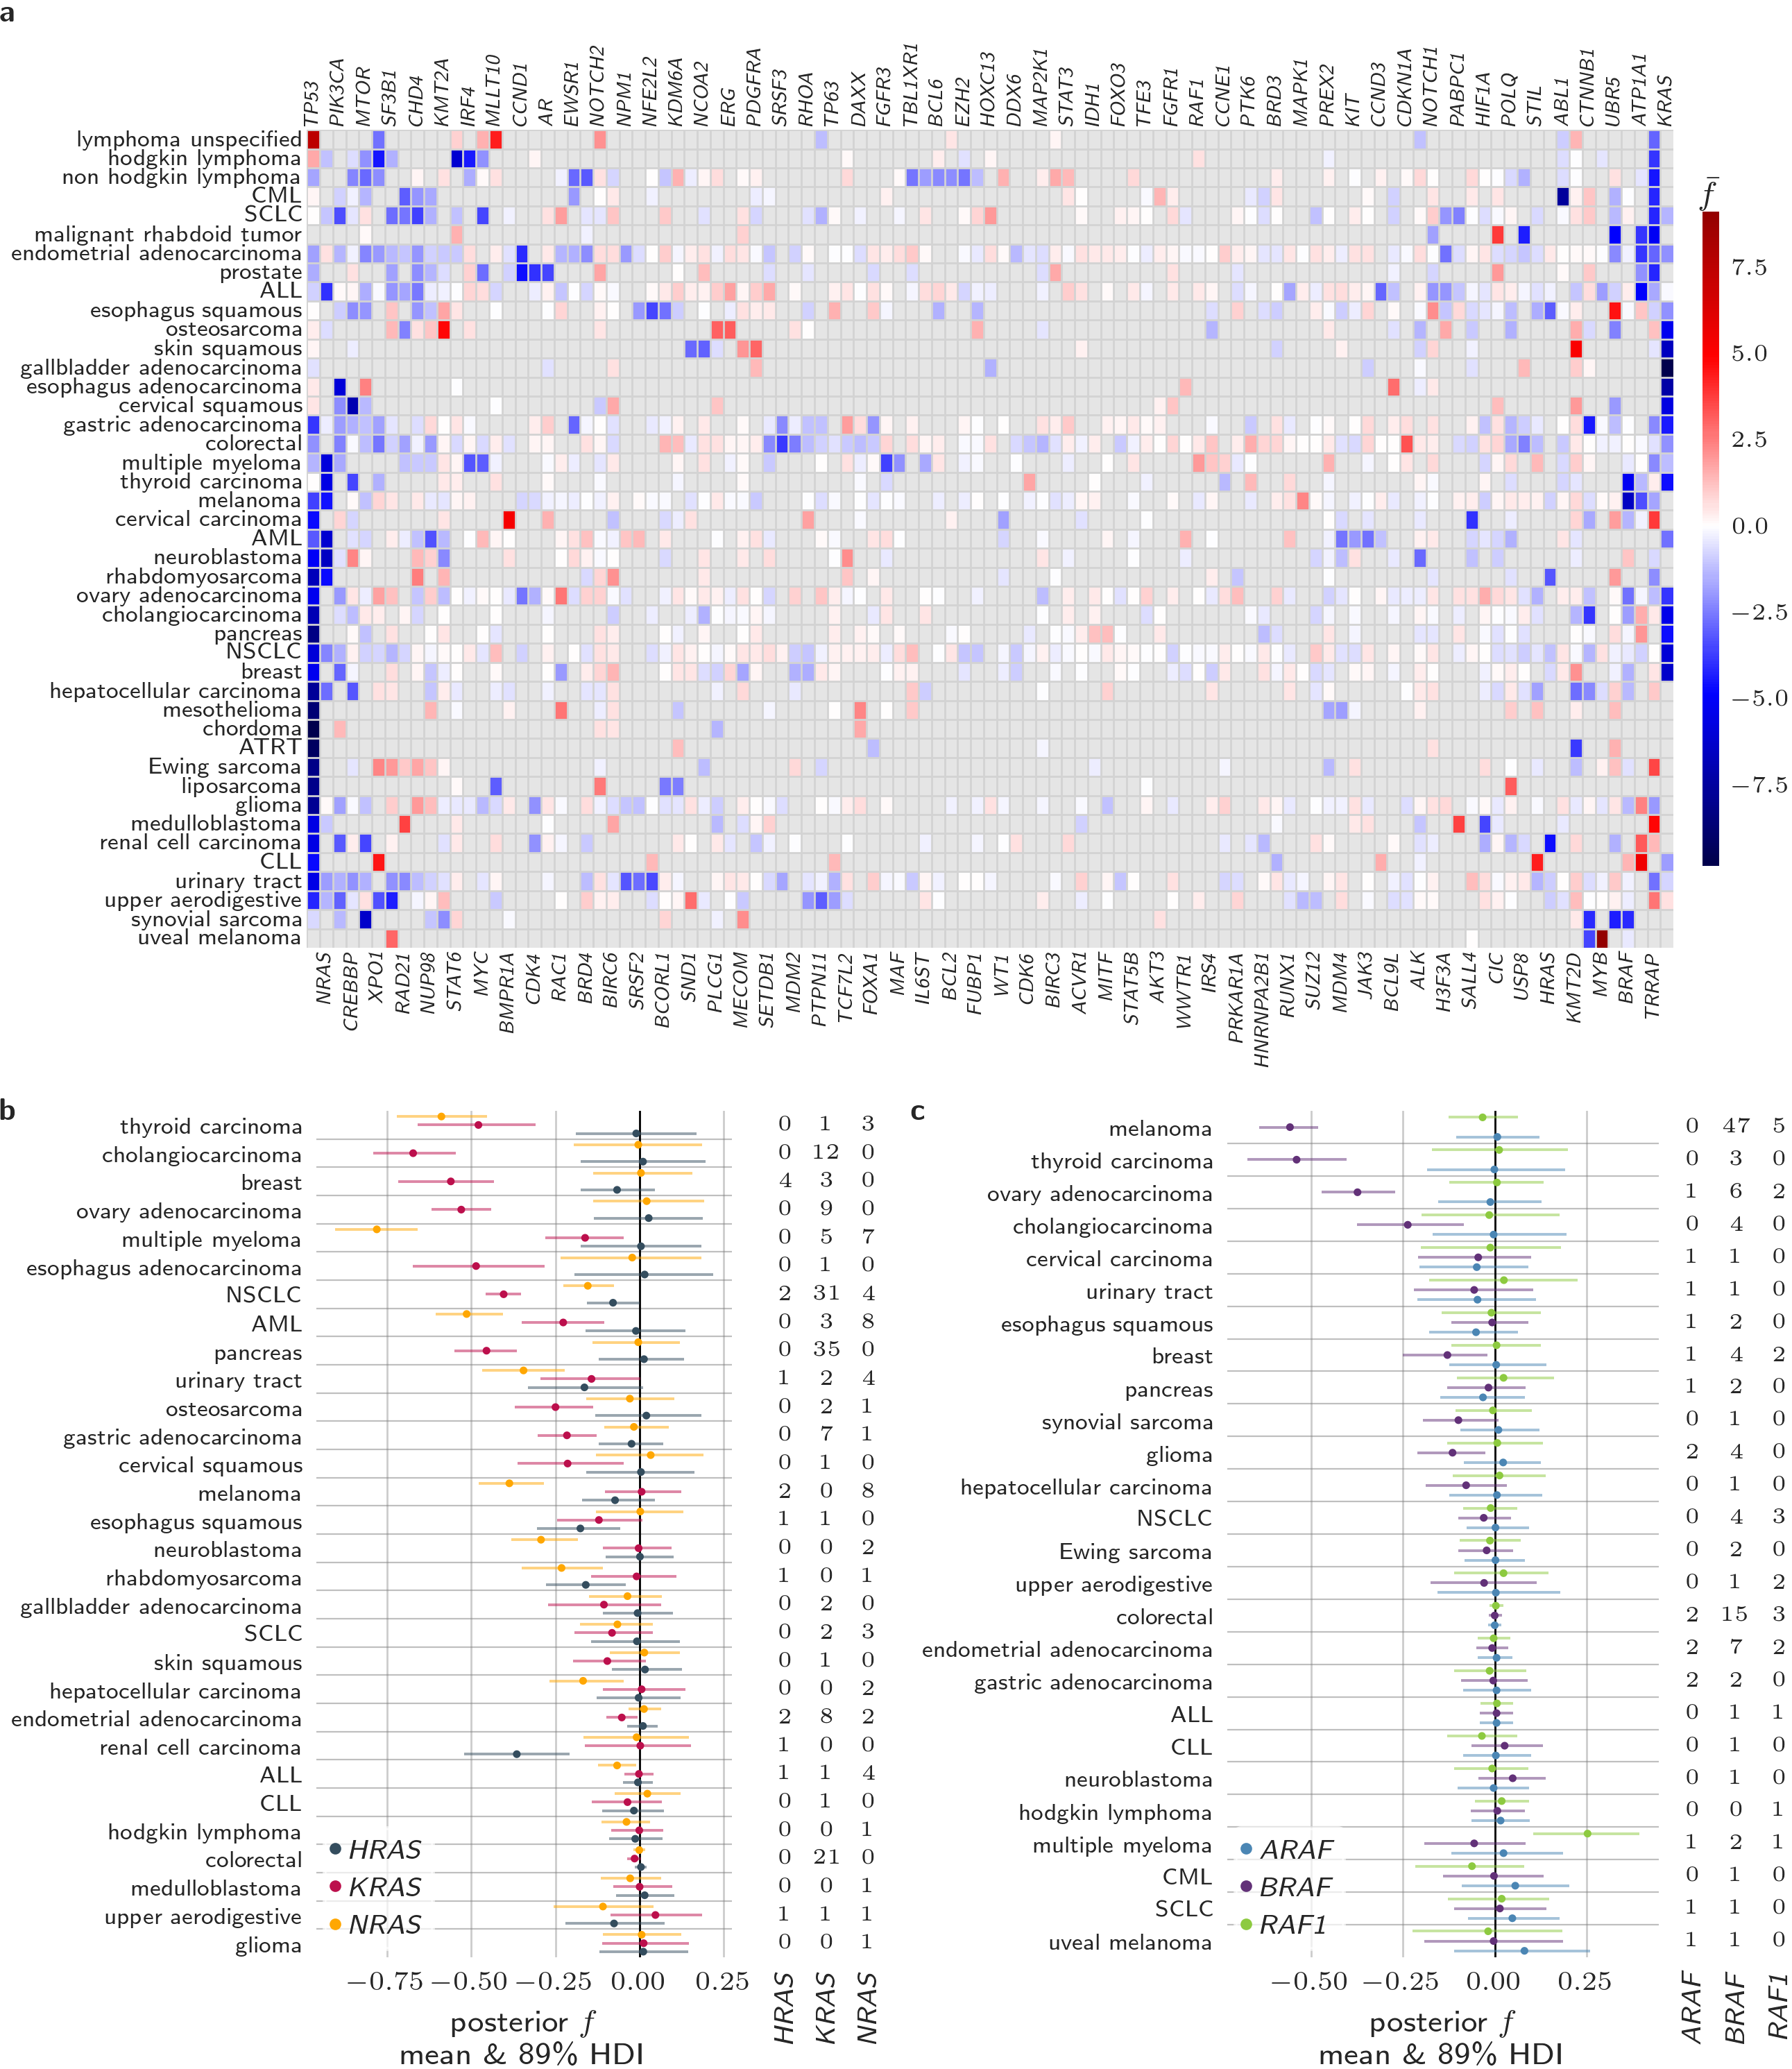 a
TP53 PIK3CA MTOR SF3B1 CHD4 KMT2A IRF4 MLLT10 CCND1 AR EWSR1 NOTCH2 NPM1 NFE2L2 KDM6A NCOA2 ERG PDGFRA SRSF3 RHOA TP63 DAXX FGFR3 TBL1XR1 BCL6 EZH2 HOXC13 DDX6 MAP2K1 STAT3 IDH1 FOXO3 TFE3 FGFR1 RAF1 CCNE1 PTK6 BRD3 MAPK1 PREX2 KIT CCND3 CDKN1A NOTCH1 PABPC1 HIF1A POLQ STIL ABL1 CTNNB1 UBR5 ATP1A1 KRAS
lymphoma unspecified
hodgkin lymphoma
non hodgkin lymphoma
CML
SCLC
malignant rhabdoid tumor
endometrial adenocarcinoma
prostate
ALL
esophagus squamous
osteosarcoma
skin squamous
gallbladder adenocarcinoma
esophagus adenocarcinoma
cervical squamous
gastric adenocarcinoma
colorectal
multiple myeloma
thyroid carcinoma
melanoma
cervical carcinoma
AML
neuroblastoma
rhabdomyosarcoma
ovary adenocarcinoma
cholangiocarcinoma
pancreas
NSCLC
breast
hepatocellular carcinoma
mesothelioma
chordoma
ATRT
Ewing sarcoma
liposarcoma
glioma
medulloblastoma
renal cell carcinoma
CLL
urinary tract
upper aerodigestive
synovial sarcoma
uveal melanoma
NRAS CREBBP XPO1 RAD21 NUP98 STAT6 MYC BMPR1A CDK4 RAC1 BRD4 BIRC6 SRSF2 BCORL1 SND1 PLCG1 MECOM SETDB1 MDM2 PTPN11 TCF7L2 FOXA1 MAF IL6ST BCL2 FUBP1 WT1 CDK6 BIRC3 ACVR1 MITF STAT5B AKT3 WWTR1 IRS4 PRKAR1A HNRNPA2B1 RUNX1 SUZ12 MDM4 JAK3 BCL9L ALK H3F3A SALL4 CIC USP8 HRAS KMT2D MYB BRAF TRRAP
f̄
7.5
5.0
2.5
0.0
−2.5
−5.0
−7.5
b
thyroid carcinoma 0 1 3
cholangiocarcinoma 0 12 0
breast 4 3 0
ovary adenocarcinoma 0 9 0
multiple myeloma 0 5 7
esophagus adenocarcinoma 0 1 0
NSCLC 2 31 4
AML 0 3 8
pancreas 0 35 0
urinary tract 1 2 4
osteosarcoma 0 2 1
gastric adenocarcinoma 0 7 1
cervical squamous 0 1 0
melanoma 2 0 8
esophagus squamous 1 1 0
neuroblastoma 0 0 2
rhabdomyosarcoma 1 0 1
gallbladder adenocarcinoma 0 2 0
SCLC 0 2 3
skin squamous 0 1 0
hepatocellular carcinoma 0 0 2
endometrial adenocarcinoma 2 8 2
renal cell carcinoma 1 0 0
ALL 1 1 4
CLL 0 1 0
hodgkin lymphoma 0 0 1
colorectal 0 21 0
medulloblastoma 0 0 1
upper aerodigestive 1 1 1
glioma 0 0 1
HRAS
KRAS
NRAS
−0.75 −0.50 −0.25 0.00 0.25
HRAS KRAS NRAS
posterior f
mean & 89% HDI
c
melanoma 0 47 5
thyroid carcinoma 0 3 0
ovary adenocarcinoma 1 6 2
cholangiocarcinoma 0 4 0
cervical carcinoma 1 1 0
urinary tract 1 1 0
esophagus squamous 1 2 0
breast 1 4 2
pancreas 1 2 0
synovial sarcoma 0 1 0
glioma 2 4 0
hepatocellular carcinoma 0 1 0
NSCLC 0 4 3
Ewing sarcoma 0 2 0
upper aerodigestive 0 1 2
colorectal 2 15 3
endometrial adenocarcinoma 2 7 2
gastric adenocarcinoma 2 2 0
ALL 0 1 1
CLL 0 1 0
neuroblastoma 0 1 0
hodgkin lymphoma 0 0 1
multiple myeloma 1 2 1
CML 0 1 0
SCLC 1 1 0
uveal melanoma 1 1 0
ARAF
BRAF
RAF1
−0.50 −0.25 0.00 0.25
ARAF BRAF RAF1
posterior f
mean & 89% HDI